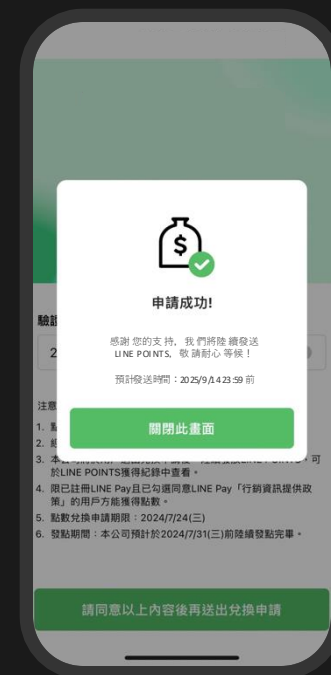 $
申請成功!
驗證
感謝您的支持，我們將陸續發送
LINE POINTS，敬請耐心等候！
預計發送時間：2025/9/14 23:59 前
2
關閉此畫面
注意
1. 點
2.
3. 本
可
於LINE POINTS獲得紀錄中查看。
4. 限已註冊LINE Pay且已勾選同意LINE Pay「行銷資訊提供政
策」的用戶方能獲得點數。
5. 點數兌換申請期限：2024/7/24(三)
6. 發點期間：本公司預計於2024/7/31(三)前陸續發點完畢。
請同意以上內容後再送出兌換申請